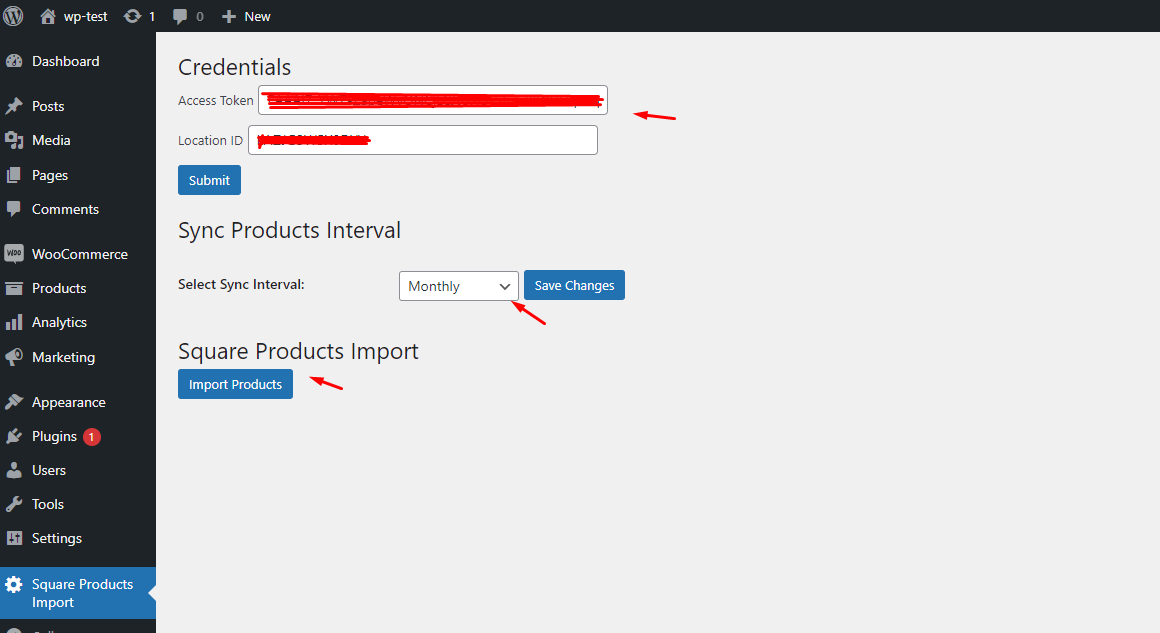 wp-test 1 0 New
Dashboard
Posts
Media
Pages
Comments
WooCommerce
Products
Analytics
Marketing
Appearance
Plugins 1
Users
Tools
Settings
Square Products
Import
Credentials
Access Token
Location ID
Submit
Sync Products Interval
Select Sync Interval: Monthly Save Changes
Square Products Import
Import Products